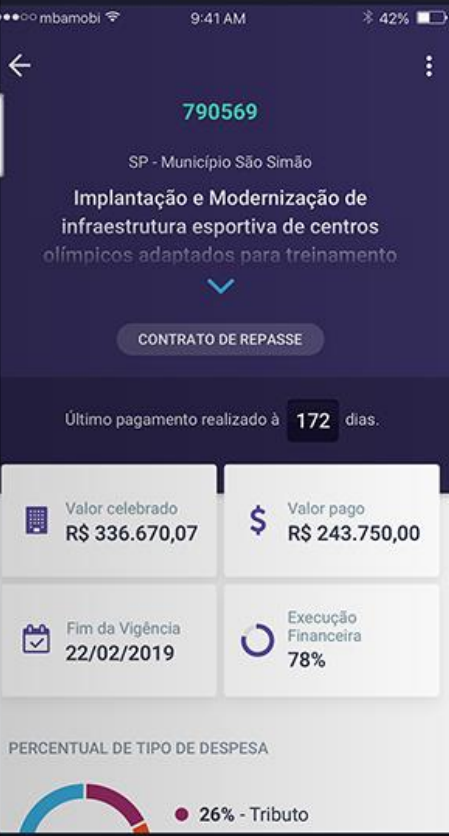 mbamobi 9:41 AM 42%
790569
SP - Município São Simão
Implantação e Modernização de
infraestrutura esportiva de centros
olímpicos adaptados para treinamento
CONTRATO DE REPASSE
Último pagamento realizado à 172 dias.
Valor celebrado
R$ 336.670,07
Valor pago
R$ 243.750,00
Fim da Vigência
22/02/2019
Execução
Financeira
78%
PERCENTUAL DE TIPO DE DESPESA
26% - Tributo